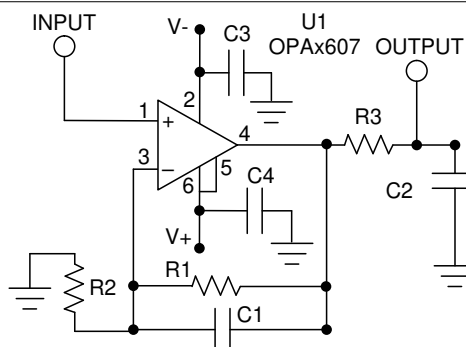 INPUT
V-
C3
U1
OPAx607
OUTPUT
2
1
+
4
R3
3
−
6
5
C4
C2
V+
R1
R2
C1